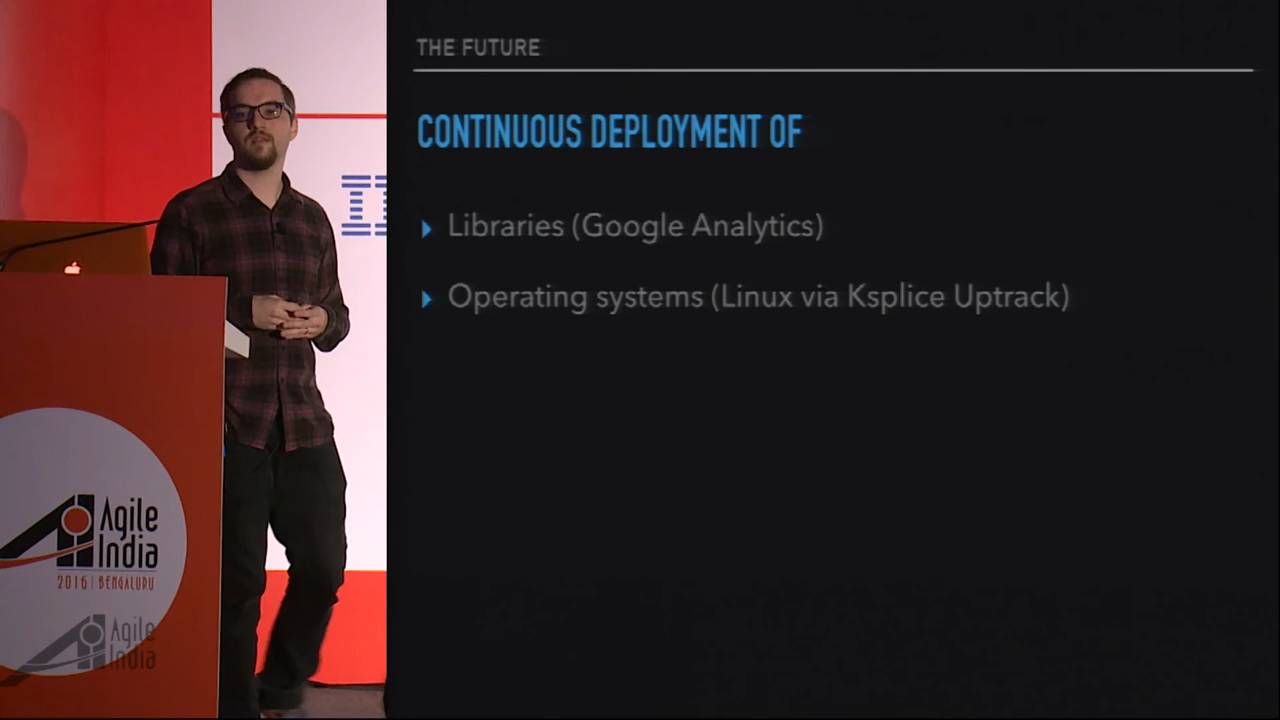 THE FUTURE
CONTINUOUS DEPLOYMENT OF
Libraries (Google Analytics)
Operating systems (Linux via Ksplice Uptrack)
Agile
India
2016 | BENGALURU
Agile
India